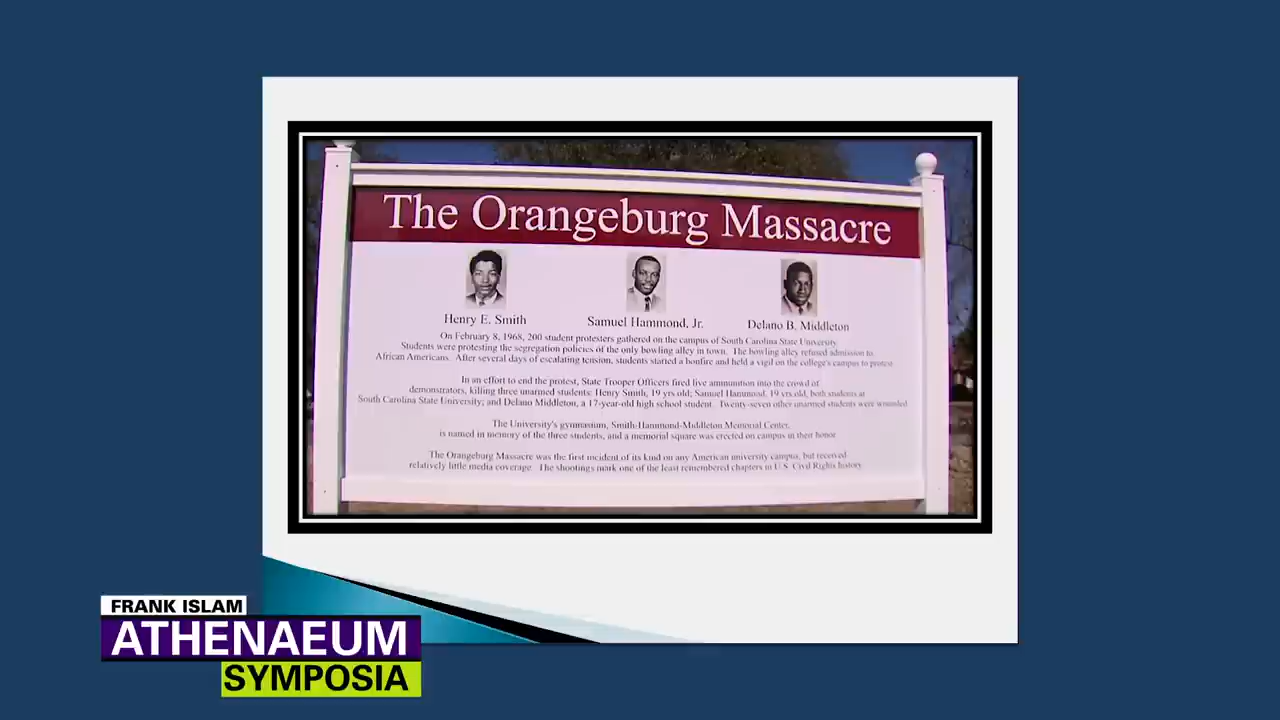 The Orangeburg Massacre
Henry E. Smith
Samuel Hammond, Jr.
Delano B. Middleton
On February 8, 1968, 200 student protesters gathered on the campus of South Carolina State University
Students were protesting the segregation policies of the only bowling alley in town. The bowling alley refused admission to
African Americans. After several days of escalating tension, students started a bonfire and held a vigil on the college's campus to protest
In an effort to end the protest, State Trooper Officers fired live ammunition into the crowd of
demonstrators, killing three unarmed students: Henry Smith, 19 yrs old; Samuel Hammond, 19 yrs old, both students at
South Carolina State University; and Delano Middleton, a 17-year-old high school student. Twenty-seven other unarmed students were wounded.
The University's gymnasium, Smith-Hammond-Middleton Memorial Center,
is named in memory of the three students, and a memorial square was erected on campus in their honor
The Orangeburg Massacre was the first incident of its kind on any American university campus, but received
relatively little media coverage. The shootings mark one of the least remembered chapters in U.S. Civil Rights history
FRANK ISLAM
ATHENAEUM
SYMPOSIA